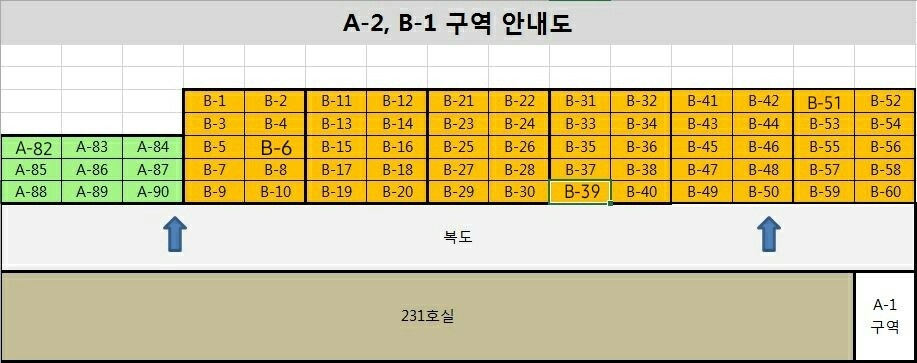 A-2, B-1 구역 안내도
B-1 B-2 B-11 B-12 B-21 B-22 B-31 B-32 B-41 B-42 B-51 B-52
B-3 B-4 B-13 B-14 B-23 B-24 B-33 B-34 B-43 B-44 B-53 B-54
A-82 A-83 A-84 B-5 B-6 B-15 B-16 B-25 B-26 B-35 B-36 B-45 B-46 B-55 B-56
A-85 A-86 A-87 B-7 B-8 B-17 B-18 B-27 B-28 B-37 B-38 B-47 B-48 B-57 B-58
A-88 A-89 A-90 B-9 B-10 B-19 B-20 B-29 B-30 B-39 B-40 B-49 B-50 B-59 B-60
복도
231호실
A-1
구역